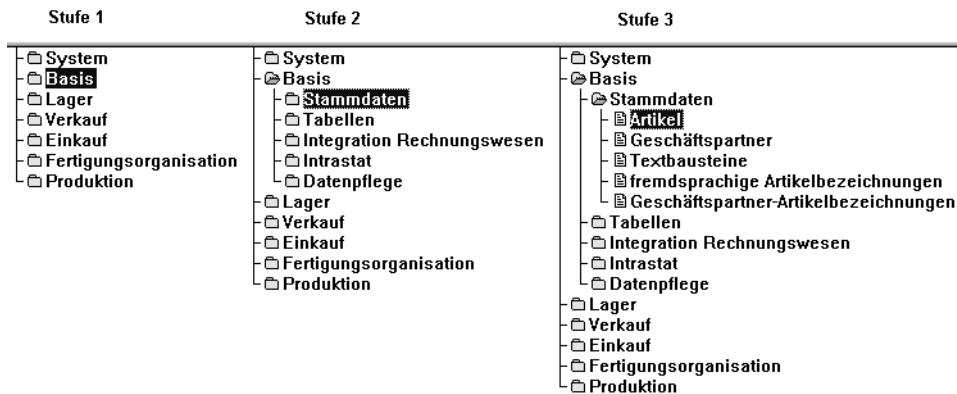 Stufe 1
System
Basis
Lager
Verkauf
Einkauf
Fertigungsorganisation
Produktion
Stufe 2
System
Basis
Stammdaten
Tabellen
Integration Rechnungswesen
Intrastat
Datenpflege
Lager
Verkauf
Einkauf
Fertigungsorganisation
Produktion
Stufe 3
System
Basis
Stammdaten
Artikel
Geschäftspartner
Textbausteine
fremdsprachige Artikelbezeichnungen
Geschäftspartner-Artikelbezeichnungen
Tabellen
Integration Rechnungswesen
Intrastat
Datenpflege
Lager
Verkauf
Einkauf
Fertigungsorganisation
Produktion